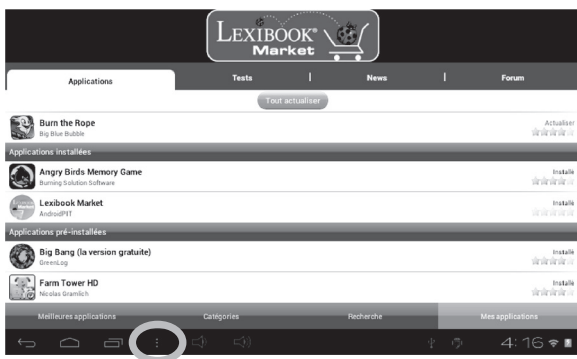 LEXIBOOK®
Market
Applications
Tests
News
Forum
Tout actualiser
Burn the Rope
Big Blue Bubble
Actualiser
Applications installées
Angry Birds Memory Game
Burning Solution Software
Installé
Lexibook Market
AndroidPIT
Installé
Applications pré-installées
Big Bang (la version gratuite)
GreenLog
Installé
Farm Tower HD
Nicolas Gramlich
Installé
Meilleures applications
Catégories
Recherche
Mes applications
4:16